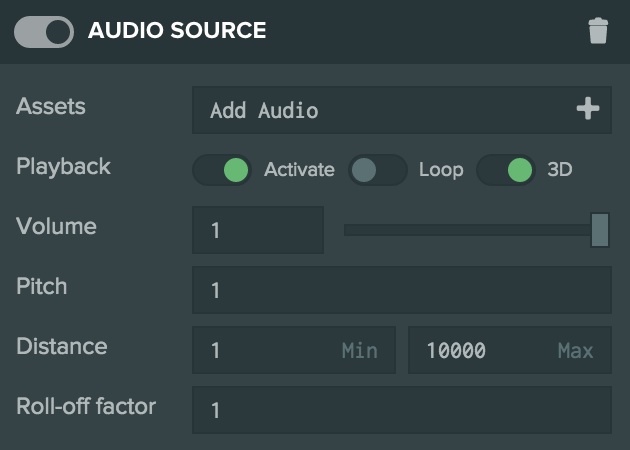 AUDIO SOURCE
Assets Add Audio
Playback Activate Loop 3D
Volume 1
Pitch 1
Distance 1 Min 10000 Max
Roll-off factor 1